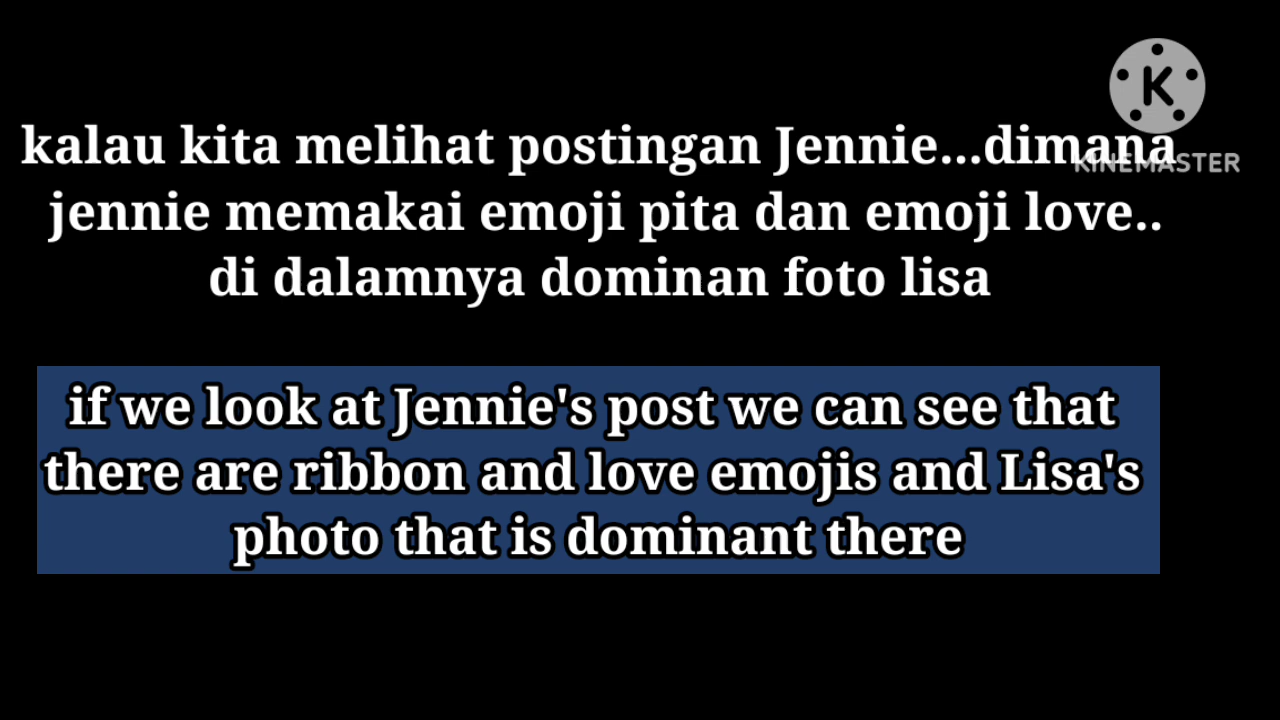 kalau kita melihat postingan Jennie...dimana
jennie memakai emoji pita dan emoji love..
di dalamnya dominan foto lisa
if we look at Jennie's post we can see that
there are ribbon and love emojis and Lisa's
photo that is dominant there
K
KINEMASTER